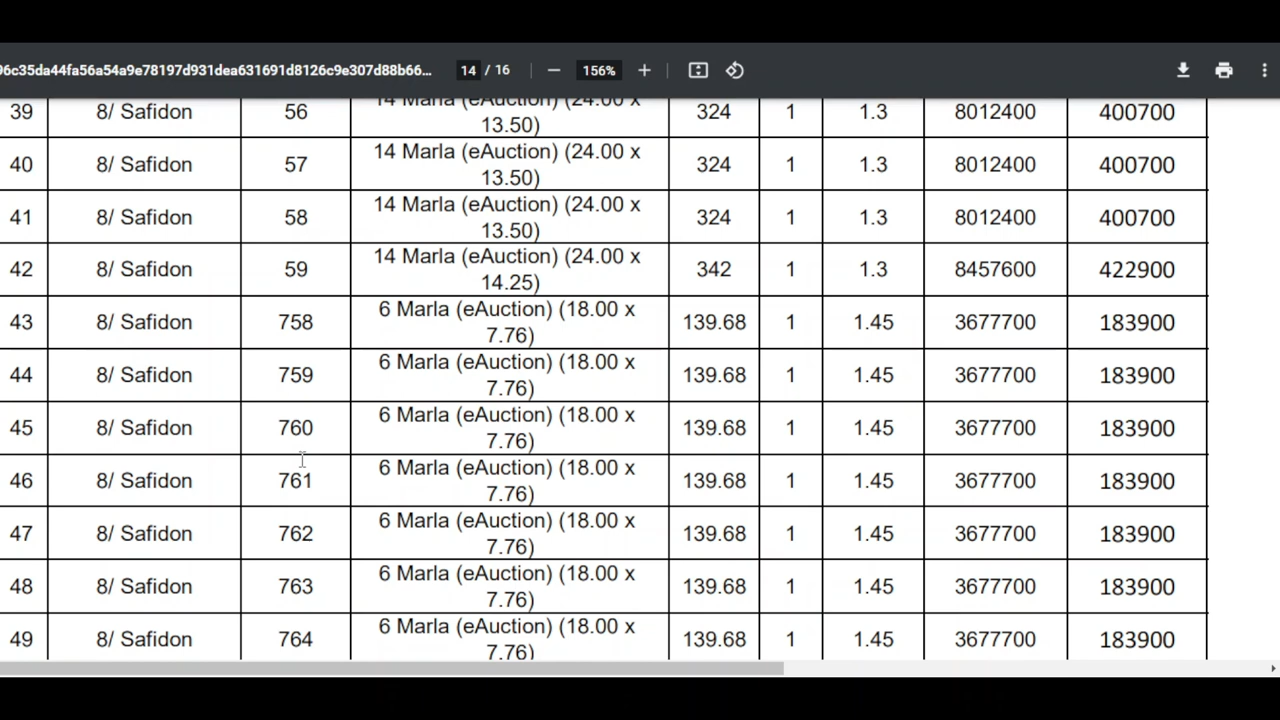 96c35da44fa56a54a9e78197d931dea631691d8126c9e307d88b66... 14 / 16 156%
39 8/ Safidon 56 14 Marla (eAuction) (24.00 x 13.50) 324 1 1.3 8012400 400700
40 8/ Safidon 57 14 Marla (eAuction) (24.00 x 13.50) 324 1 1.3 8012400 400700
41 8/ Safidon 58 14 Marla (eAuction) (24.00 x 13.50) 324 1 1.3 8012400 400700
42 8/ Safidon 59 14 Marla (eAuction) (24.00 x 14.25) 342 1 1.3 8457600 422900
43 8/ Safidon 758 6 Marla (eAuction) (18.00 x 7.76) 139.68 1 1.45 3677700 183900
44 8/ Safidon 759 6 Marla (eAuction) (18.00 x 7.76) 139.68 1 1.45 3677700 183900
45 8/ Safidon 760 6 Marla (eAuction) (18.00 x 7.76) 139.68 1 1.45 3677700 183900
46 8/ Safidon 761 6 Marla (eAuction) (18.00 x 7.76) 139.68 1 1.45 3677700 183900
47 8/ Safidon 762 6 Marla (eAuction) (18.00 x 7.76) 139.68 1 1.45 3677700 183900
48 8/ Safidon 763 6 Marla (eAuction) (18.00 x 7.76) 139.68 1 1.45 3677700 183900
49 8/ Safidon 764 6 Marla (eAuction) (18.00 x 7.76) 139.68 1 1.45 3677700 183900